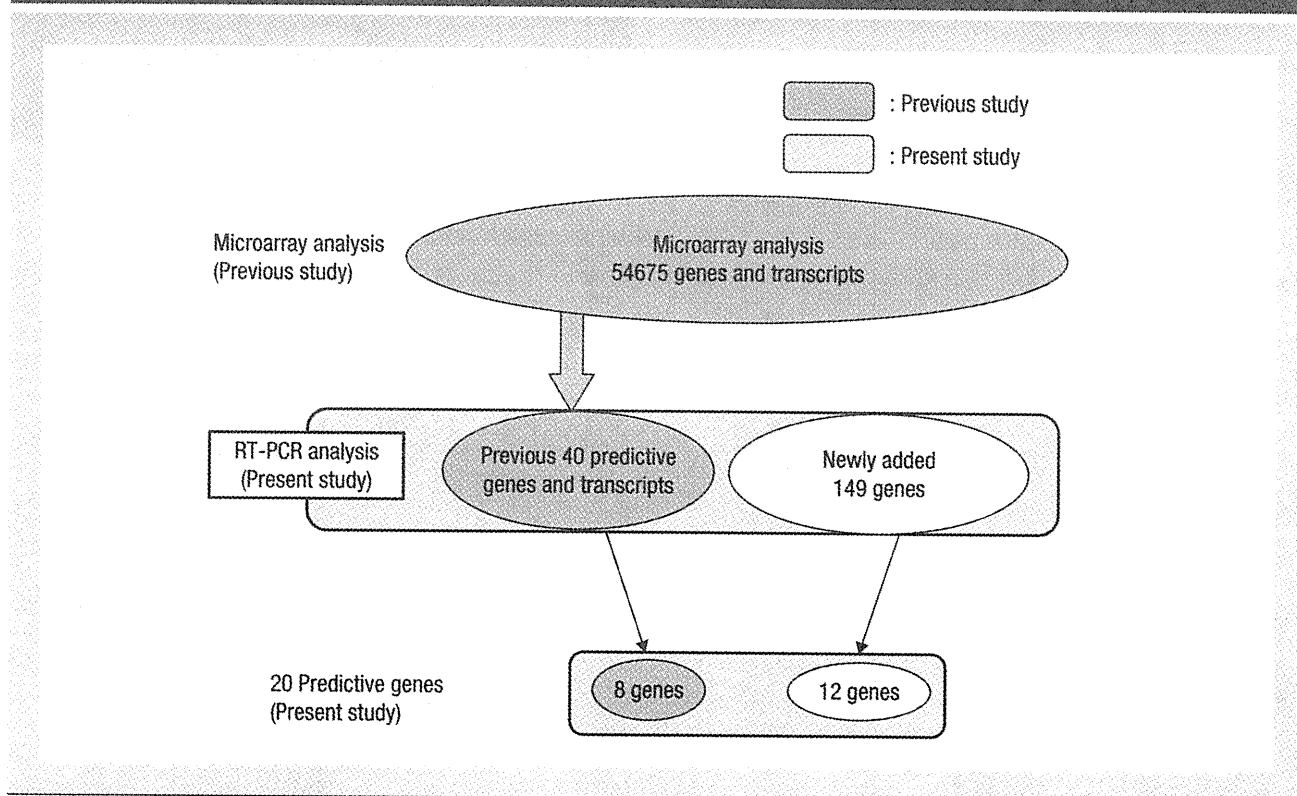 : Previous study
: Present study
Microarray analysis
(Previous study)
Microarray analysis
54675 genes and transcripts
RT-PCR analysis
(Present study)
Previous 40 predictive
genes and transcripts
Newly added
149 genes
20 Predictive genes
(Present study)
8 genes
12 genes